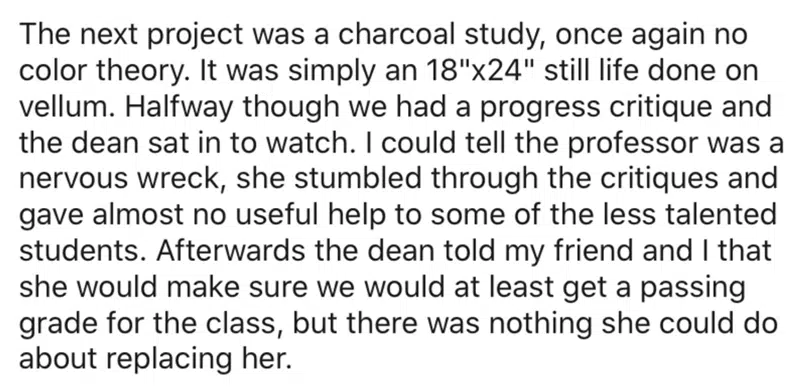 The next project was a charcoal study, once again no
color theory. It was simply an 18"x24" still life done on
vellum. Halfway though we had a progress critique and
the dean sat in to watch. I could tell the professor was a
nervous wreck, she stumbled through the critiques and
gave almost no useful help to some of the less talented
students. Afterwards the dean told my friend and I that
she would make sure we would at least get a passing
grade for the class, but there was nothing she could do
about replacing her.